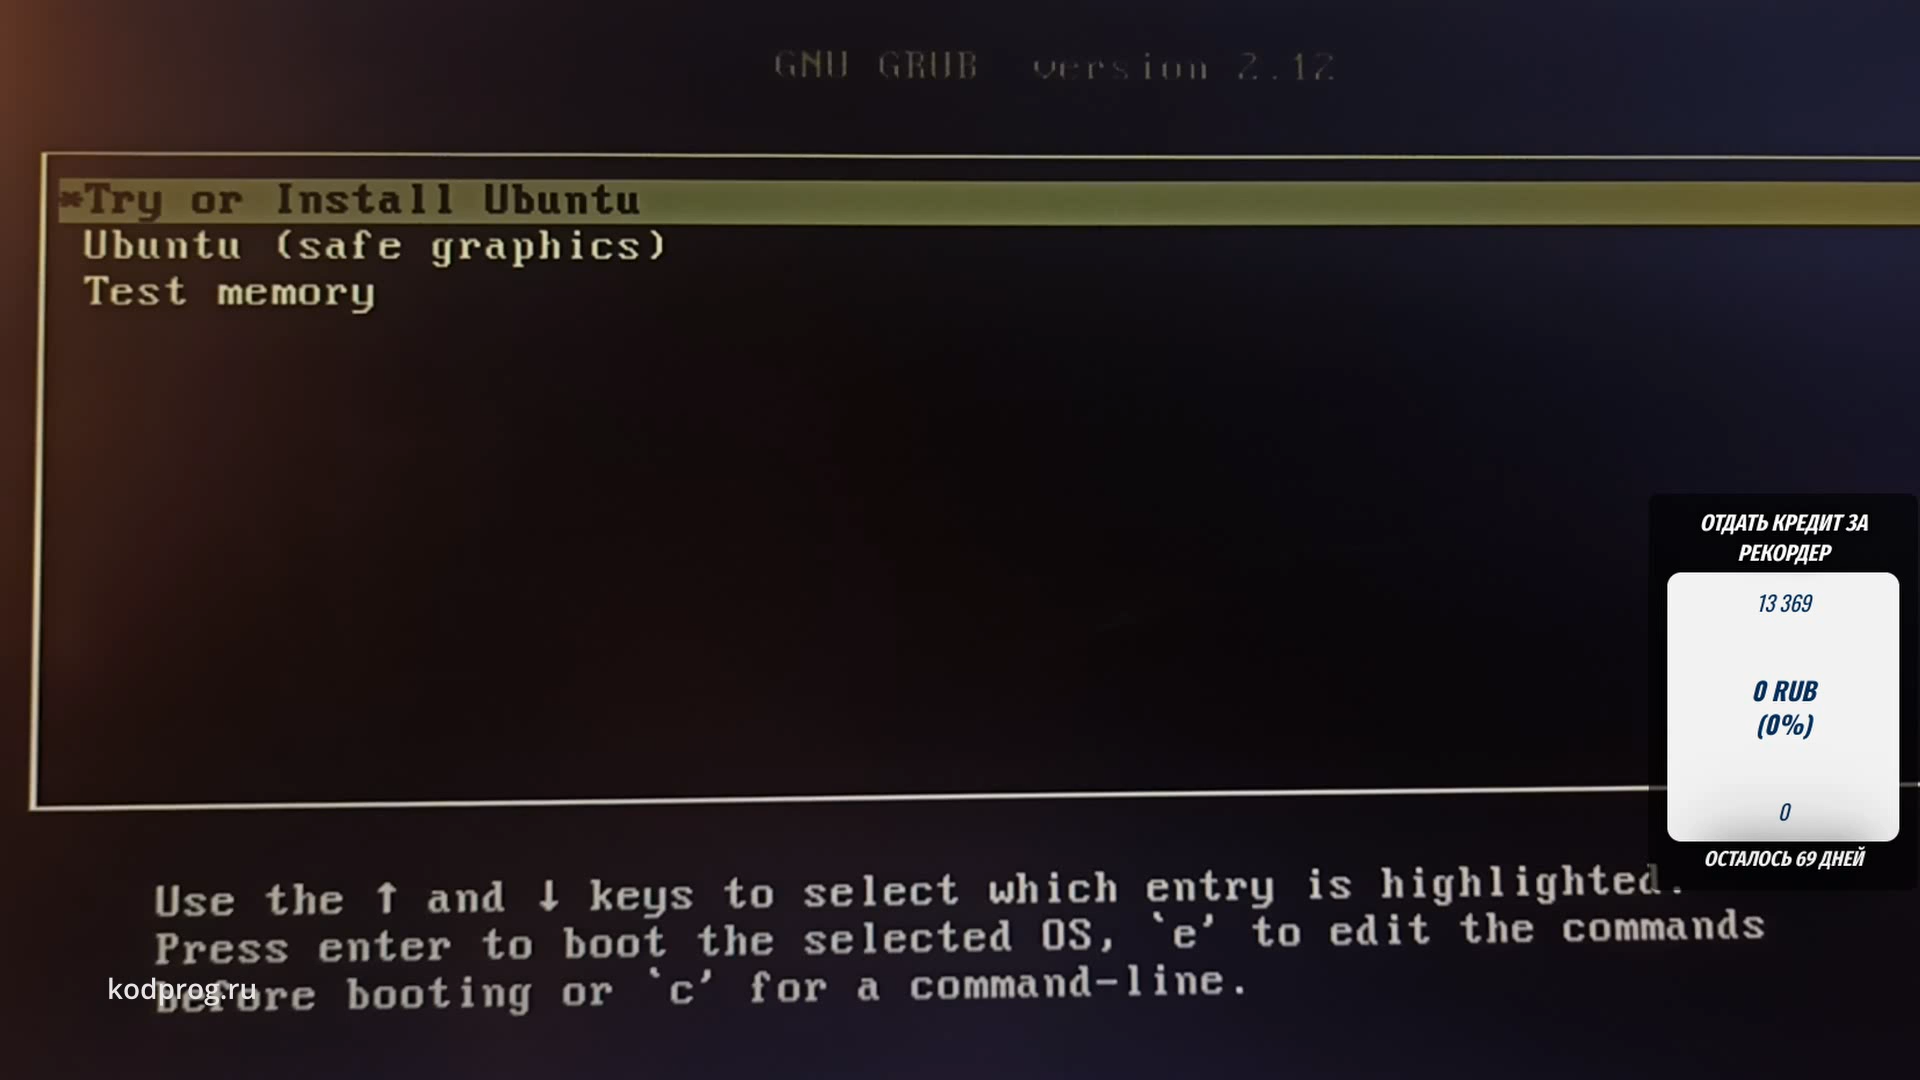 GNU GRUB version 2.12
*Try or Install Ubuntu
Ubuntu (safe graphics)
Test memory
ОТДАТЬ КРЕДИТ ЗА
РЕКОРДЕР
13 369
0 RUB
(0%)
0
ОСТАЛОСЬ 69 ДНЕЙ
Use the ↑ and ↓ keys to select which entry is highlighted.
Press enter to boot the selected OS, `e' to edit the commands
before booting or `c' for a command-line.
kodprog.ru